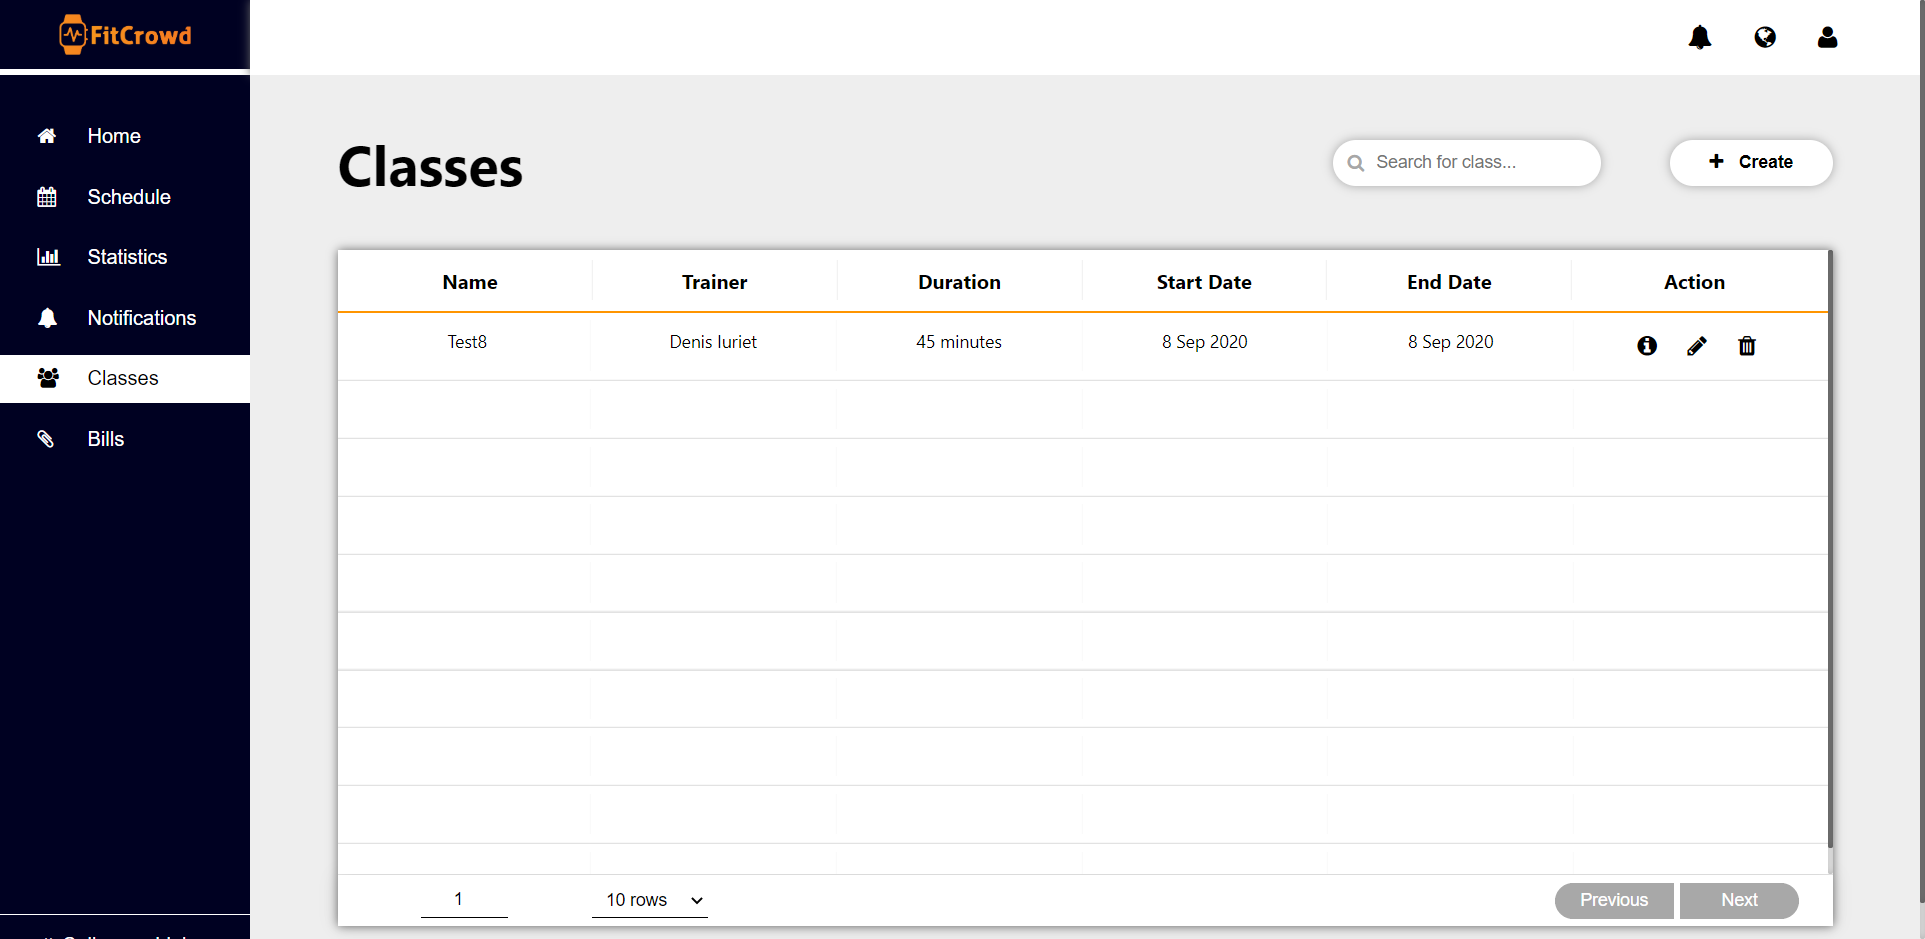 FitCrowd
Home
Schedule
Statistics
Notifications
Classes
Bills
Classes
Search for class...
Create
Name Trainer Duration Start Date End Date Action
Test8 Denis Iuriet 45 minutes 8 Sep 2020 8 Sep 2020
1 10 rows Previous Next